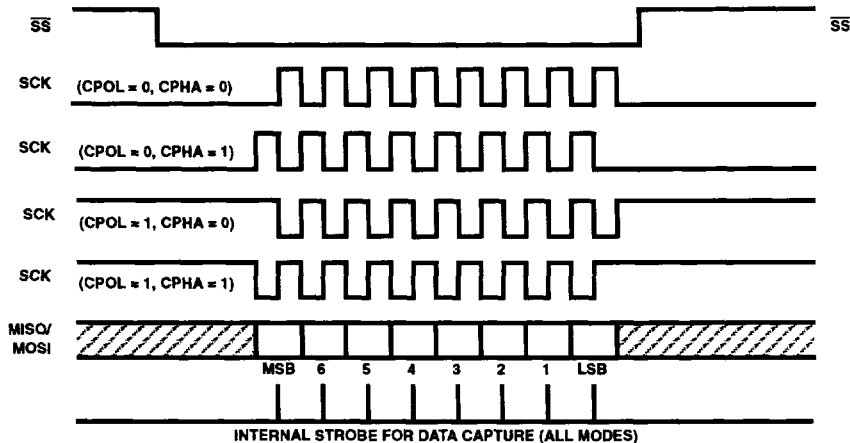 SS SS
SCK (CPOL = 0, CPHA = 0)
SCK (CPOL = 0, CPHA = 1)
SCK (CPOL = 1, CPHA = 0)
SCK (CPOL = 1, CPHA = 1)
MISO/
MOSI
MSB 6 5 4 3 2 1 LSB
INTERNAL STROBE FOR DATA CAPTURE (ALL MODES)